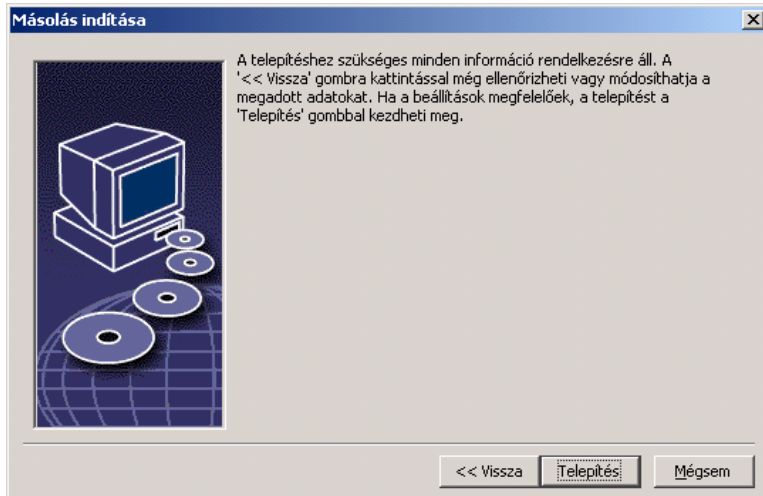 Másolás indítása
A telepítéshez szükséges minden információ rendelkezésre áll. A
'<< Vissza' gombra kattintással még ellenőrizheti vagy módosíthatja a
megadott adatokat. Ha a beállítások megfelelőek, a telepítést a
'Telepítés' gombbal kezdheti meg.
<< Vissza Telepítés Mégsem